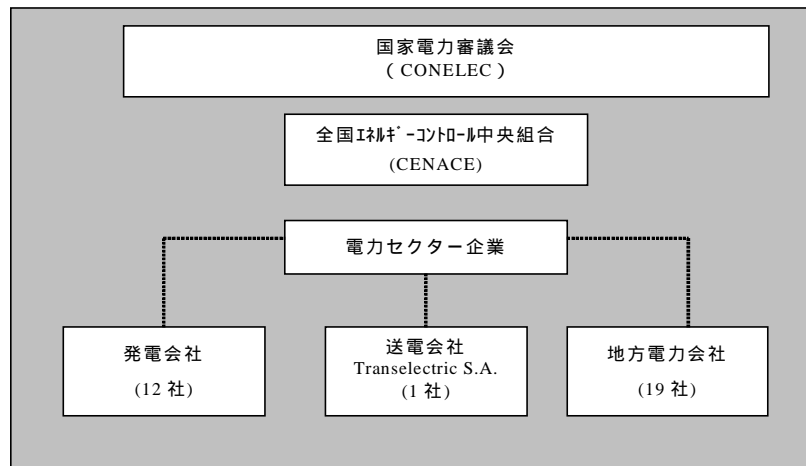 国家電力審議会
( CONELEC )
全国ｴﾈﾙｷﾞｰｺﾝﾄﾛｰﾙ中央組合
(CENACE)
電力セクター企業
発電会社
(12 社)
送電会社
Transelectric S.A.
(1 社)
地方電力会社
(19 社)